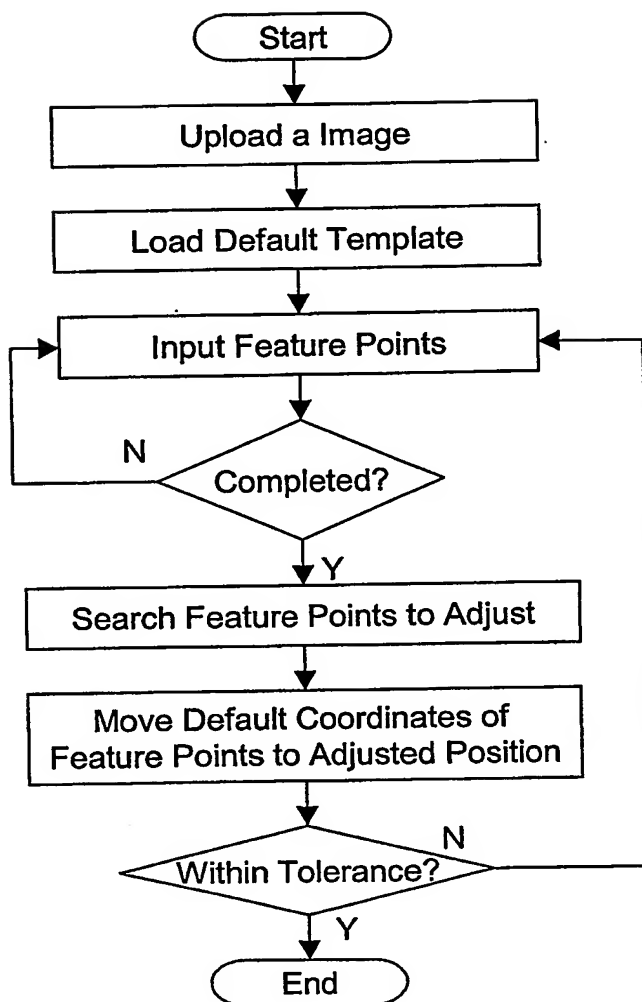 Start
Upload a Image
Load Default Template
Input Feature Points
N
Completed?
Y
Search Feature Points to Adjust
Move Default Coordinates of
Feature Points to Adjusted Position
N
Within Tolerance?
Y
End